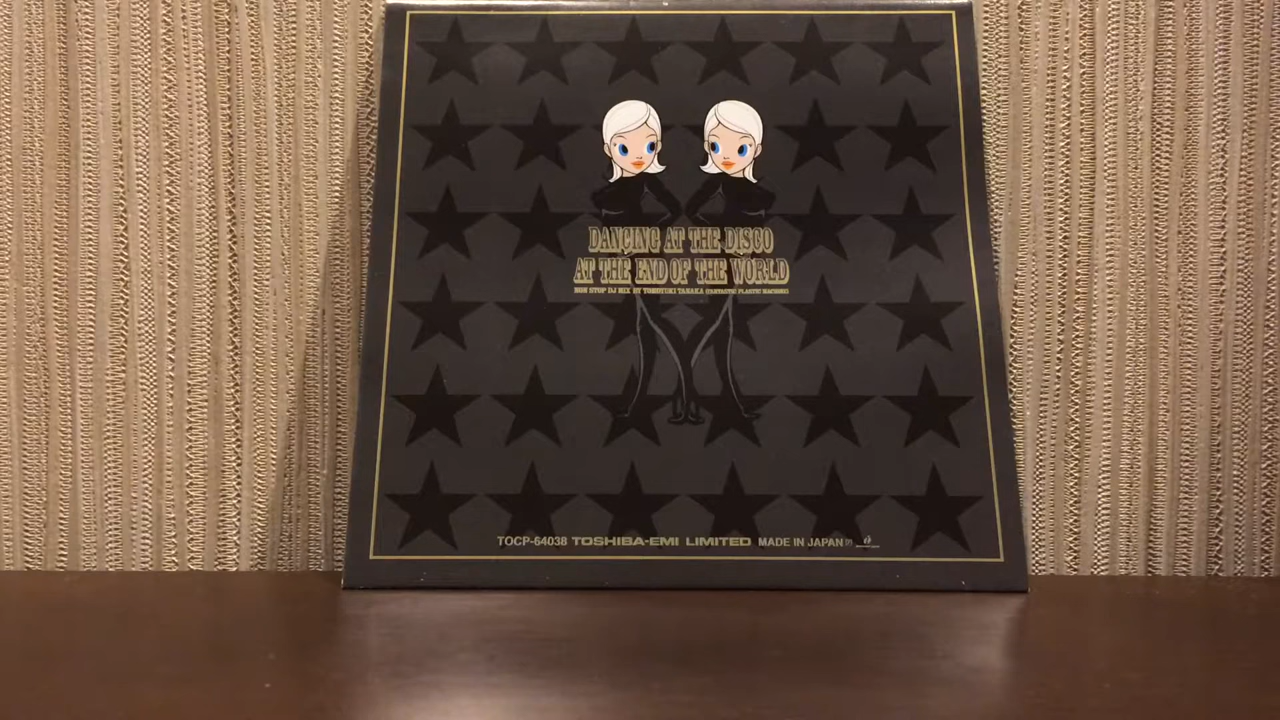 DANCING AT THE DISCO
AT THE END OF THE WORLD
NON STOP DJ MIX BY TOMOYUKI TANAKA (FANTASTIC PLASTIC MACHINE)
TOCP-64038 TOSHIBA-EMI LIMITED MADE IN JAPAN